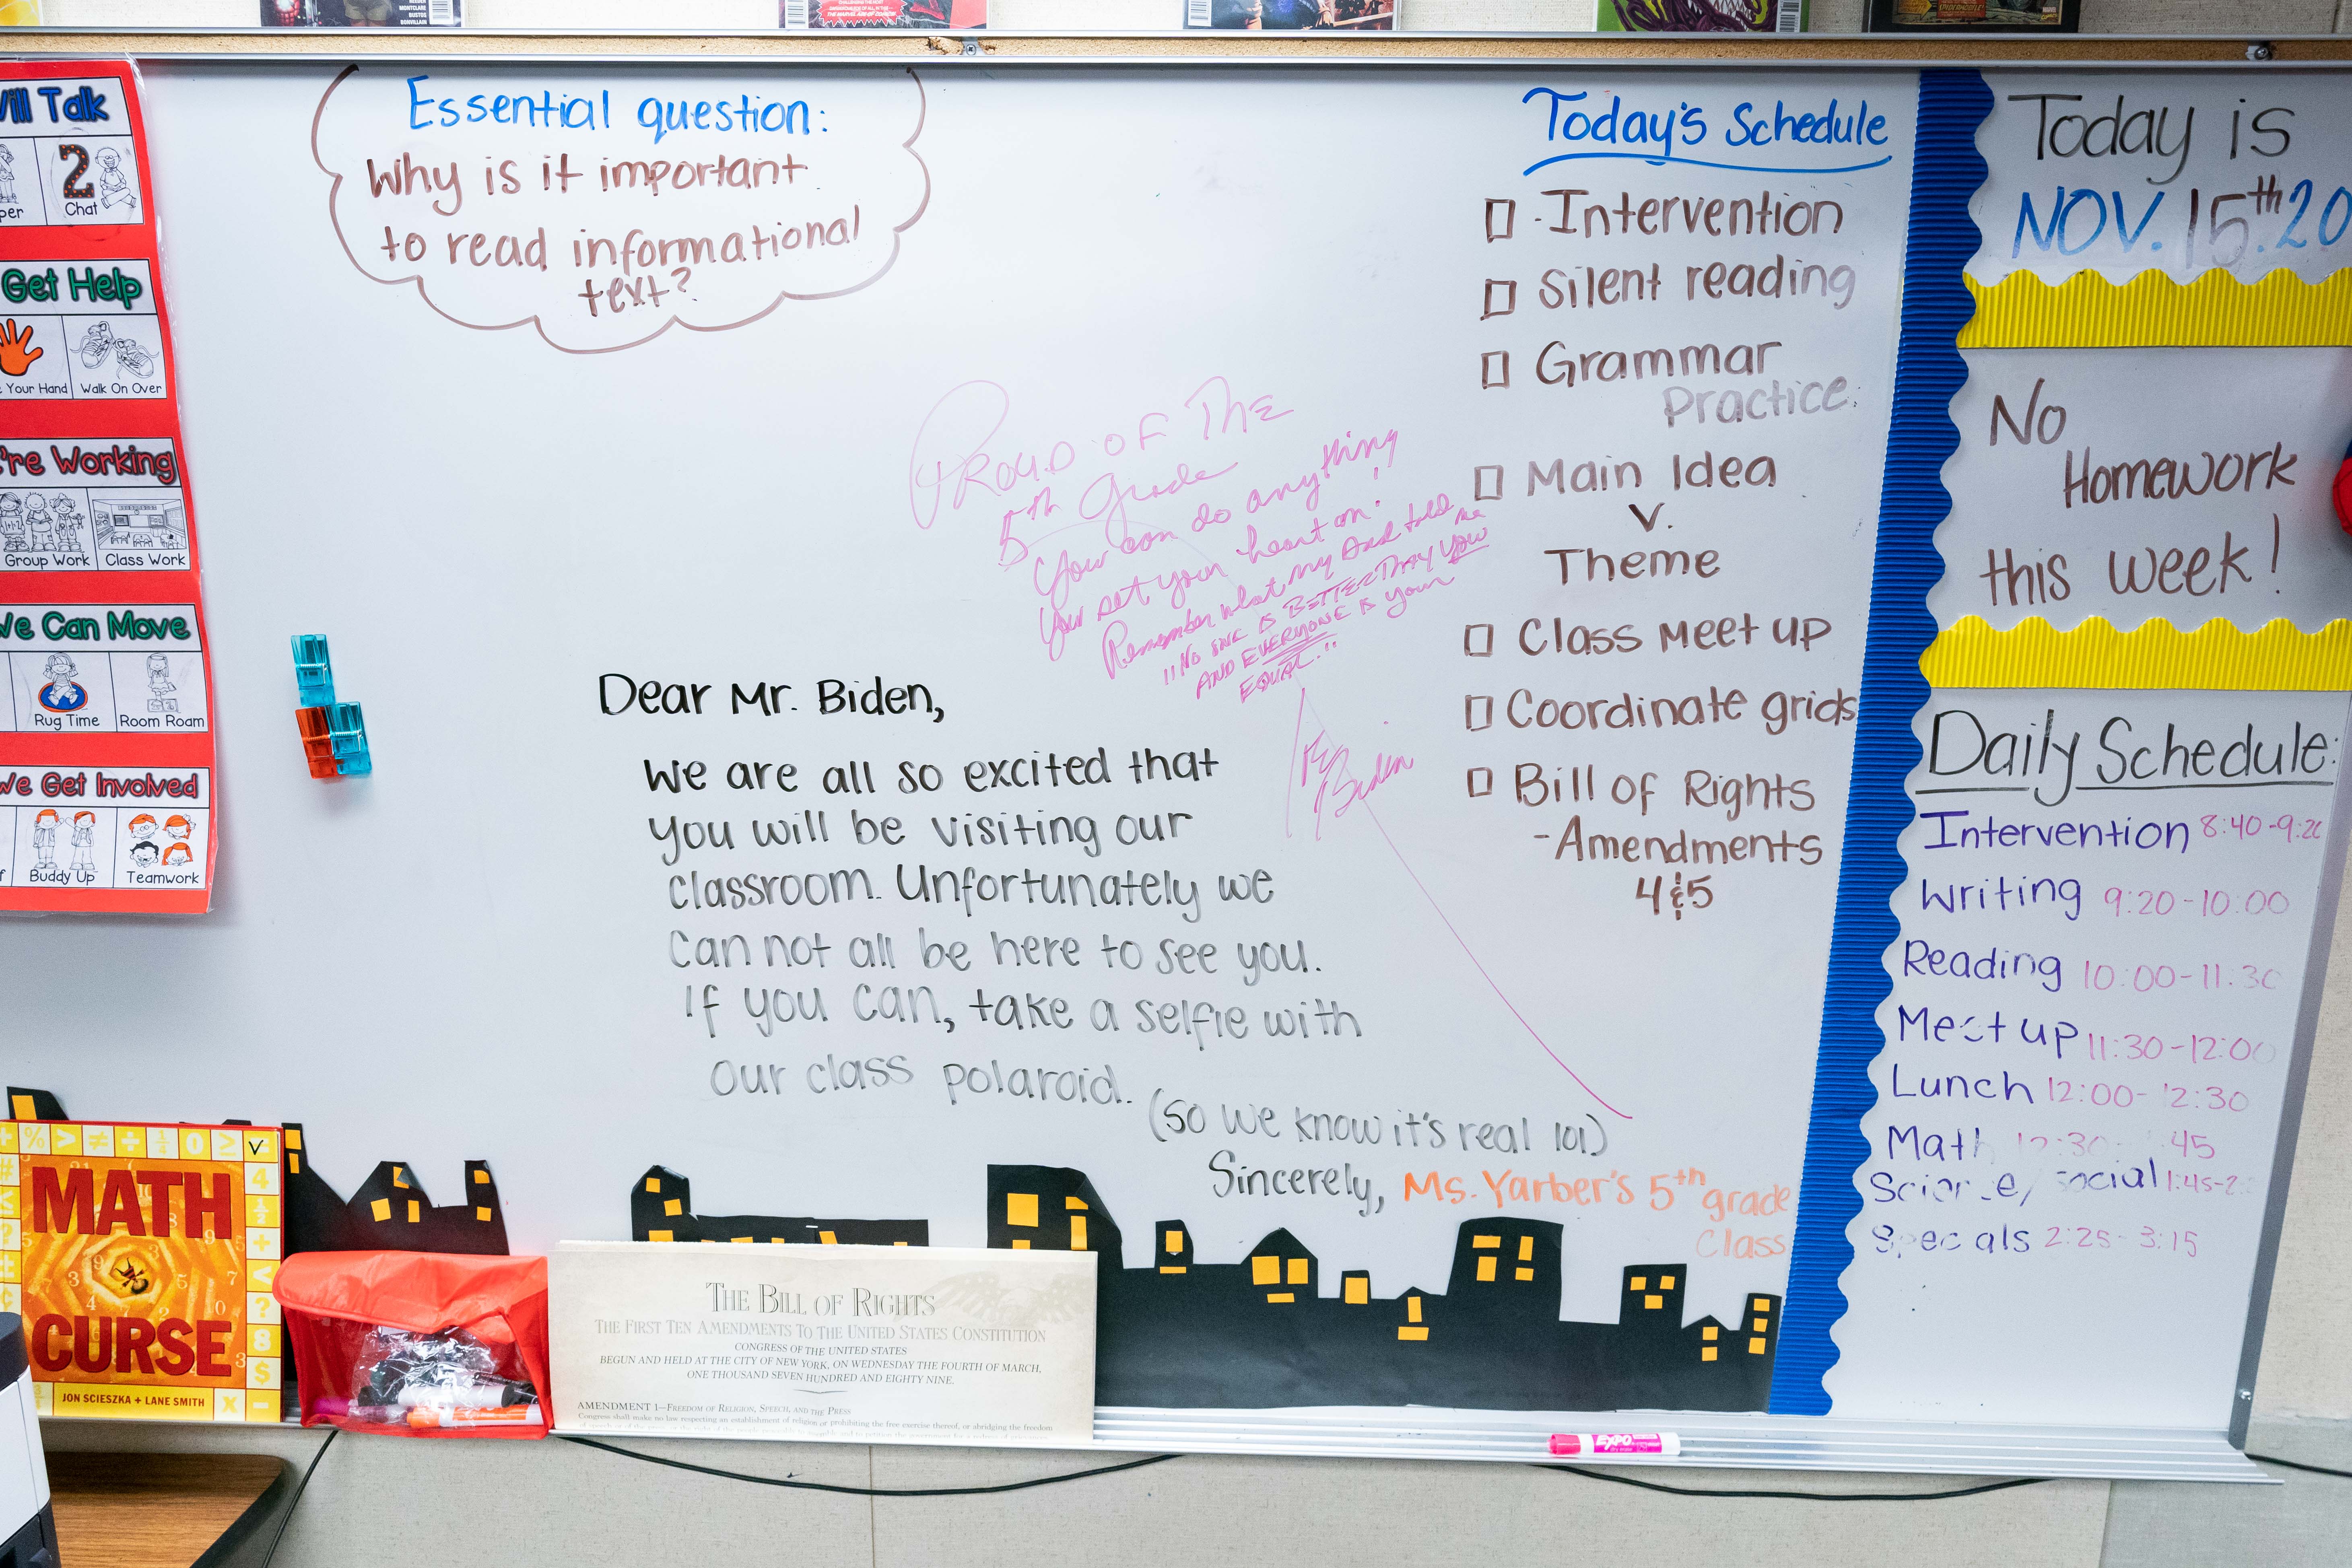 Will Talk
2
Chat
Get Help
Your Hand
Walk On Over
're Working
Group Work
Class Work
We Can Move
Rug Time
Room Roam
We Get Involved
Buddy Up
Teamwork
Essential question:
Why is it important
to read informational
text?
PROUD OF THE
5th Grade
You can do anything
You set your heart on!
Remember what my Dad told me
"No one is BETTER THAN YOU
AND EVERYONE is your
EQUAL."
Biden
Dear Mr. Biden,
We are all so excited that
you will be visiting our
classroom. Unfortunately we
can not all be here to see you.
If you can, take a selfie with
our class polaroid.
(So we know it's real lol)
Sincerely, Ms. Yarber's 5th grade
Class
Today's Schedule
Intervention
Silent reading
Grammar
Practice
Main Idea
V.
Theme
Class Meet up
Coordinate grids
Bill of Rights
-Amendments
4 & 5
Today is
NOV. 15th. 20
No
Homework
this week!
Daily Schedule:
Intervention 8:40-9:20
Writing 9:20-10:00
Reading 10:00-11:30
Meet up 11:30-12:00
Lunch 12:00-12:30
Math 12:30- 45
Science/Social 1:45-2
Specials 2:25-3:15
MATH
CURSE
JON SCIESZKA + LANE SMITH
THE BILL OF RIGHTS
THE FIRST TEN AMENDMENTS TO THE UNITED STATES CONSTITUTION
CONGRESS OF THE UNITED STATES
BEGUN AND HELD AT THE CITY OF NEW YORK, ON WEDNESDAY THE FOURTH OF MARCH,
ONE THOUSAND SEVEN HUNDRED AND EIGHTY NINE.
AMENDMENT 1—FREEDOM OF RELIGION, SPEECH, AND THE PRESS
Congress shall make no law respecting an establishment of religion or prohibiting the free exercise thereof, or abridging the freedom
EXPO